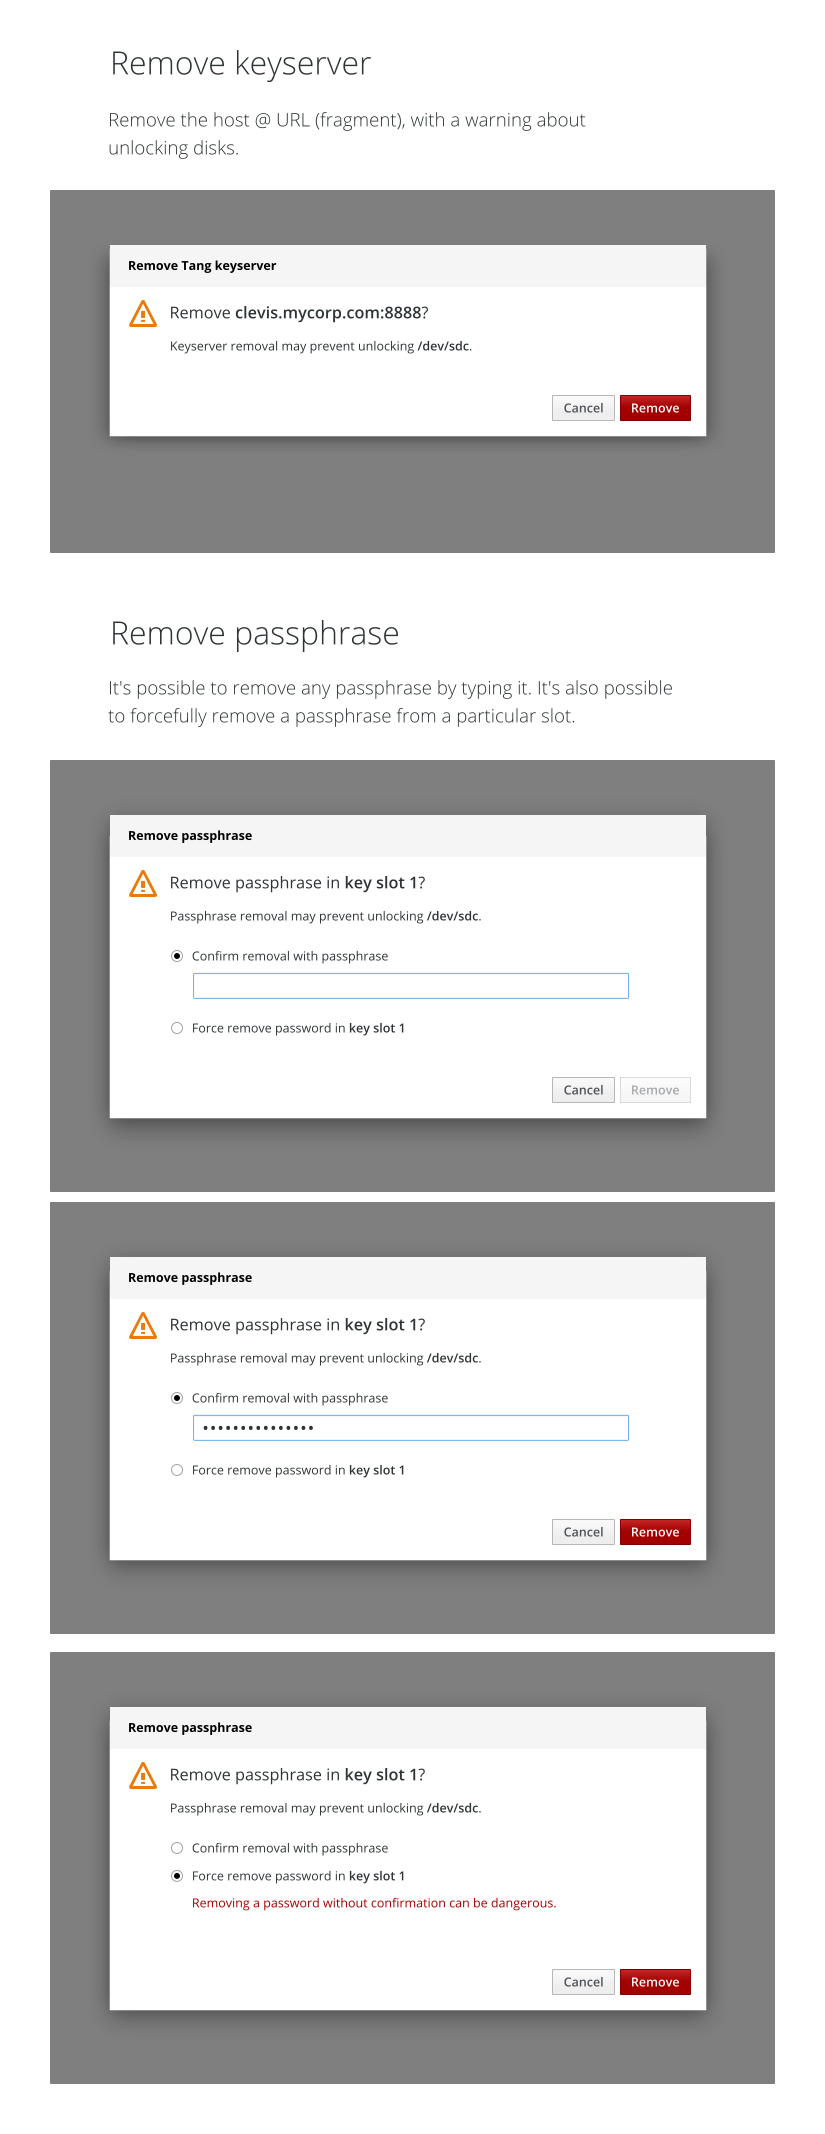 Remove keyserver
Remove the host @ URL (fragment), with a warning about
unlocking disks.
Remove Tang keyserver
Remove clevis.mycorp.com:8888?
Keyserver removal may prevent unlocking /dev/sdc.
Cancel Remove
Remove passphrase
It's possible to remove any passphrase by typing it. It's also possible
to forcefully remove a passphrase from a particular slot.
Remove passphrase
Remove passphrase in key slot 1?
Passphrase removal may prevent unlocking /dev/sdc.
Confirm removal with passphrase
Force remove password in key slot 1
Cancel Remove
Remove passphrase
Remove passphrase in key slot 1?
Passphrase removal may prevent unlocking /dev/sdc.
Confirm removal with passphrase
•••••••••••••••
Force remove password in key slot 1
Cancel Remove
Remove passphrase
Remove passphrase in key slot 1?
Passphrase removal may prevent unlocking /dev/sdc.
Confirm removal with passphrase
Force remove password in key slot 1
Removing a password without confirmation can be dangerous.
Cancel Remove